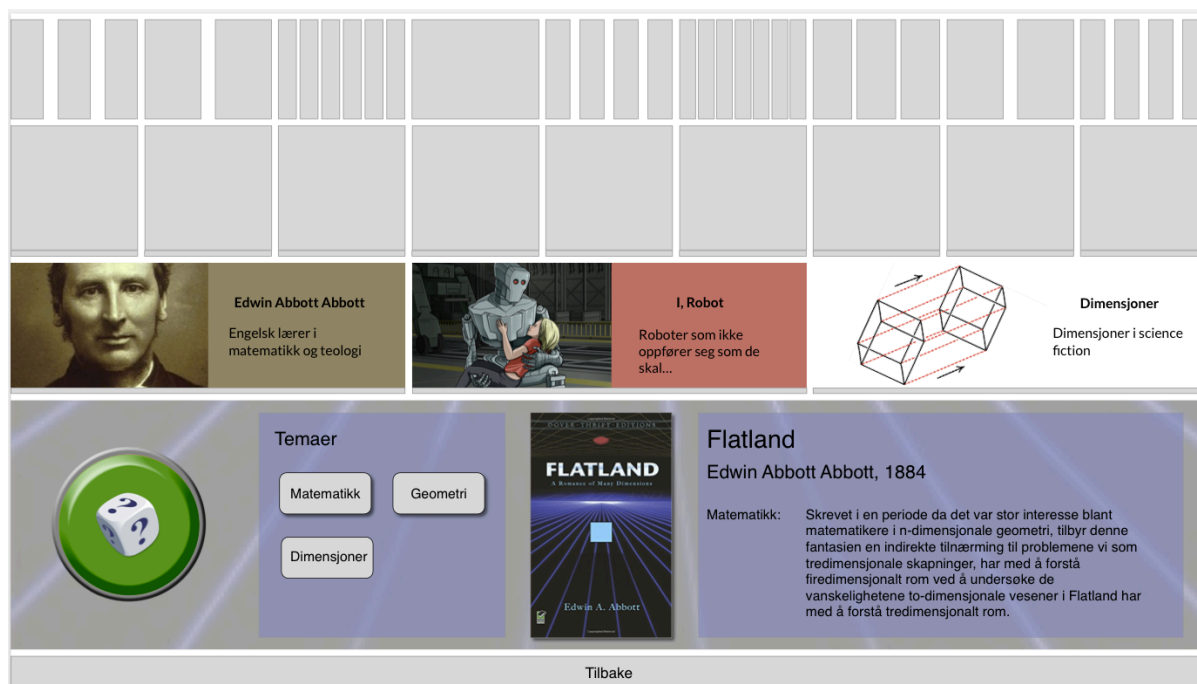 Edwin Abbott Abbott
Engelsk lærer i
matematikk og teologi
I, Robot
Roboter som ikke
oppfører seg som de
skal...
Dimensjoner
Dimensjoner i science
fiction
Temaer
Matematikk
Geometri
Dimensjoner
DOVER · THRIFT · EDITIONS
FLATLAND
A Romance of Many Dimensions
Edwin A. Abbott
Flatland
Edwin Abbott Abbott, 1884
Matematikk:
Skrevet i en periode da det var stor interesse blant
matematikere i n-dimensjonale geometri, tilbyr denne
fantasien en indirekte tilnærming til problemene vi som
tredimensjonale skapninger, har med å forstå
firedimensjonalt rom ved å undersøke de
vanskelighetene to-dimensjonale vesener i Flatland har
med å forstå tredimensjonalt rom.
Tilbake